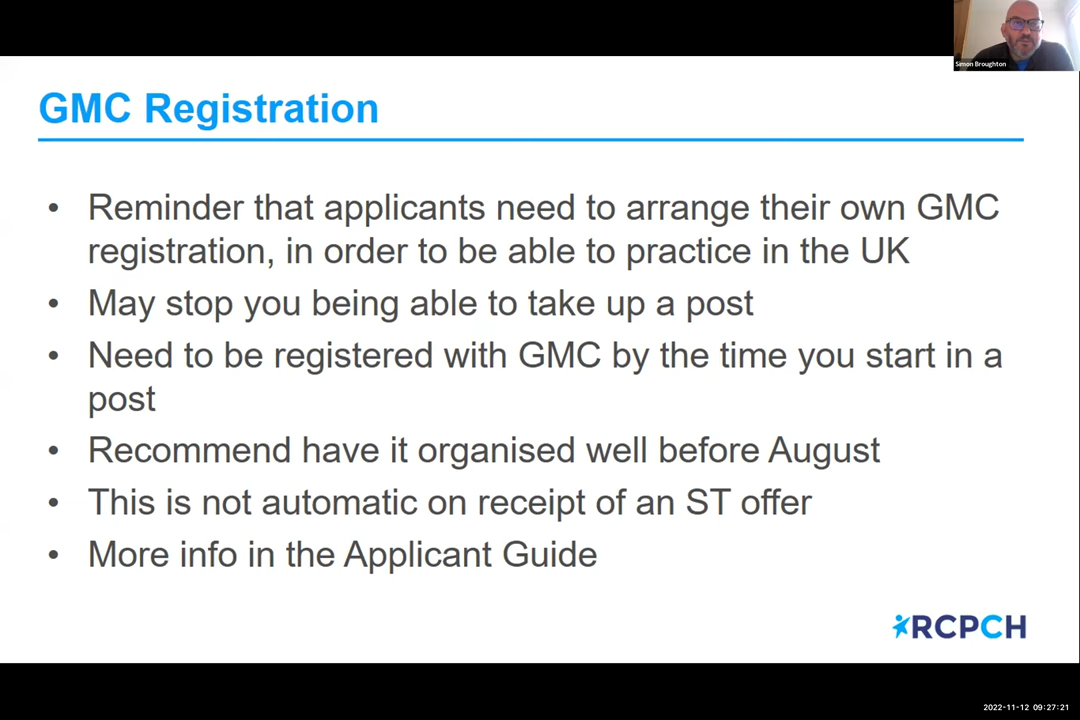 Simon Broughton
GMC Registration
• Reminder that applicants need to arrange their own GMC
registration, in order to be able to practice in the UK
• May stop you being able to take up a post
• Need to be registered with GMC by the time you start in a
post
• Recommend have it organised well before August
• This is not automatic on receipt of an ST offer
• More info in the Applicant Guide
RCPCH
2022-11-12 09:27:21